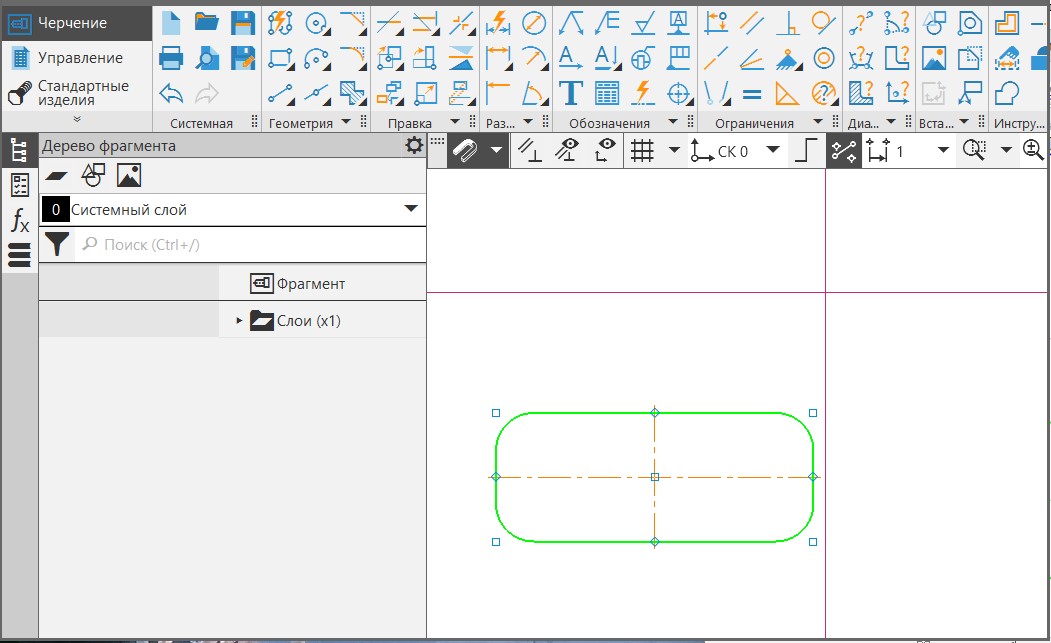 Черчение
Управление
Стандартные
изделия
Системная
Геометрия
Правка
Раз...
Обозначения
Ограничения
Диа...
Вста...
Инстру...
Дерево фрагмента
СК 0
1
0
Системный слой
Поиск (Ctrl+/)
Фрагмент
Слои (x1)